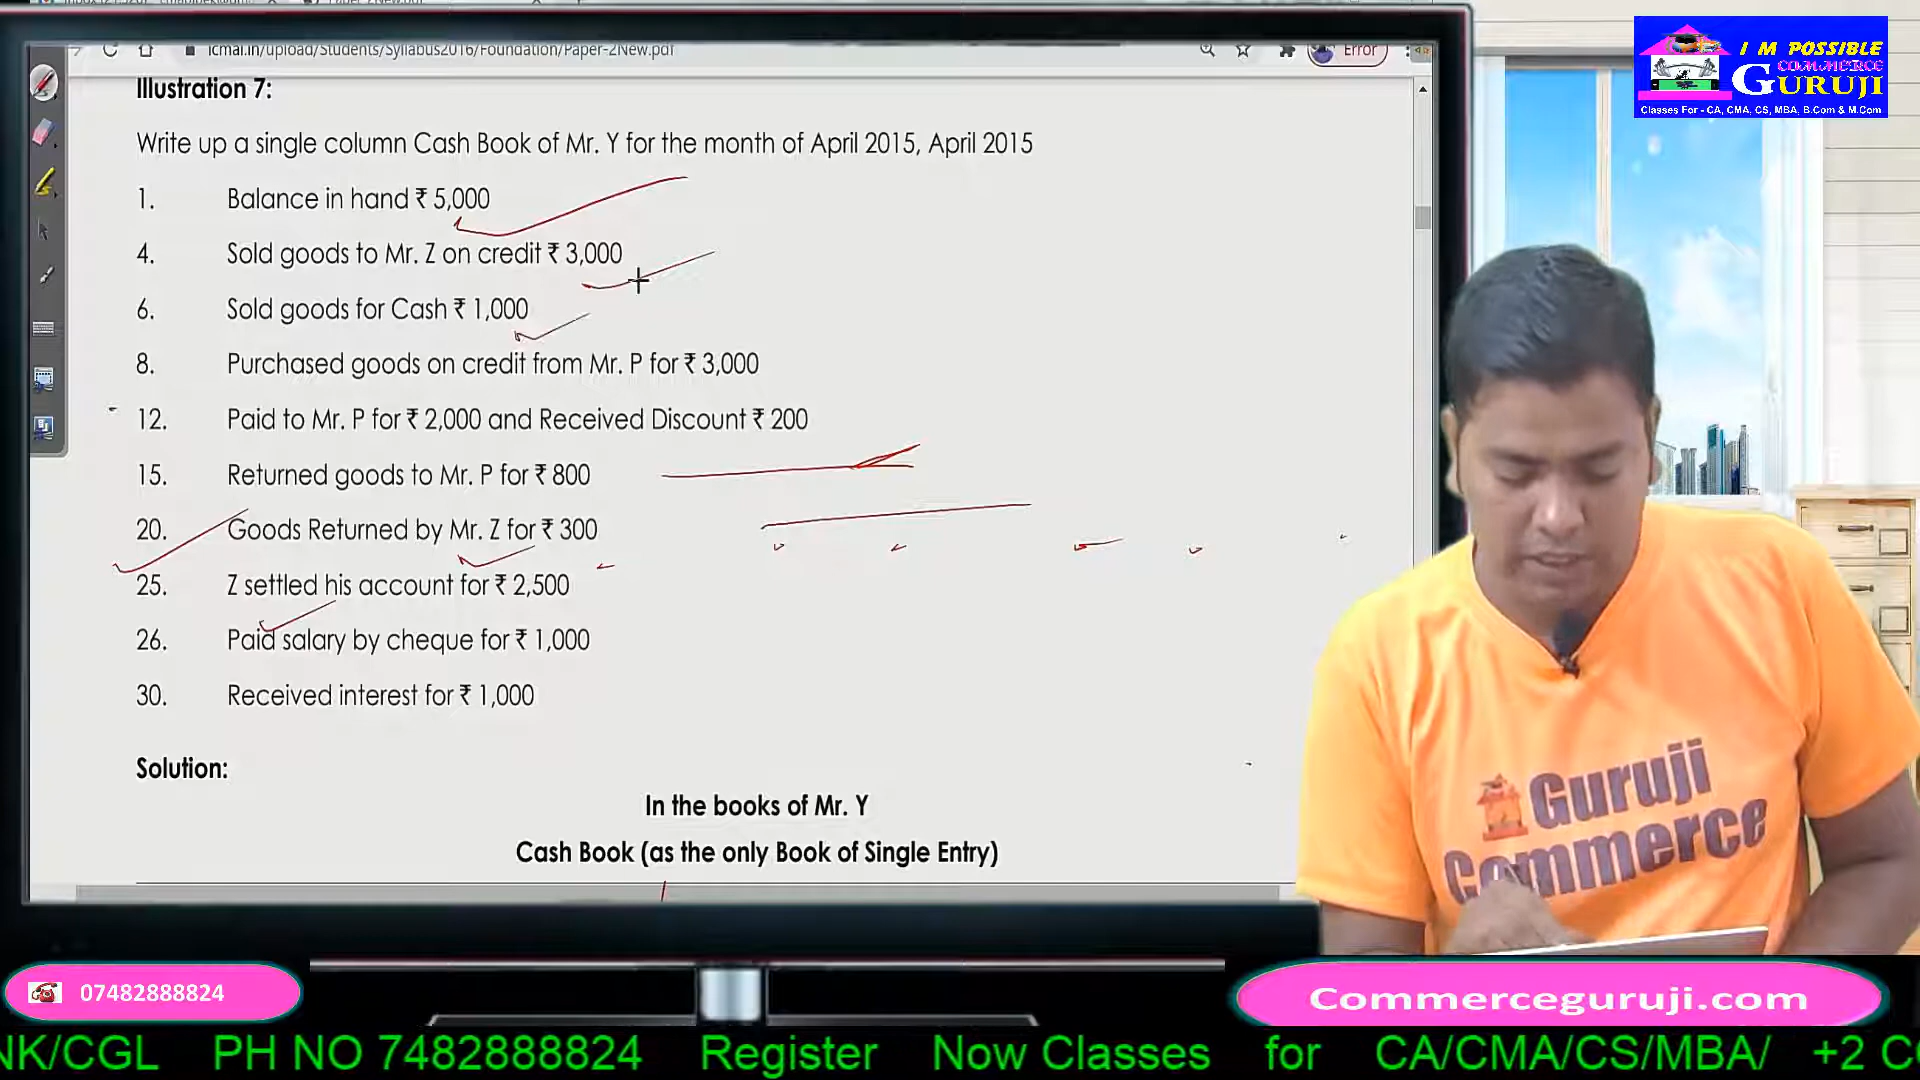 icmai.in/upload/Students/Syllabus2016/Foundation/Paper-2New.pdf
Error
I M POSSIBLE
COMMERCE
GURUJI
Classes For - CA, CMA, CS, MBA, B.Com & M.Com
Illustration 7:
Write up a single column Cash Book of Mr. Y for the month of April 2015, April 2015
1. Balance in hand ₹ 5,000
4. Sold goods to Mr. Z on credit ₹ 3,000
6. Sold goods for Cash ₹ 1,000
8. Purchased goods on credit from Mr. P for ₹ 3,000
12. Paid to Mr. P for ₹ 2,000 and Received Discount ₹ 200
15. Returned goods to Mr. P for ₹ 800
20. Goods Returned by Mr. Z for ₹ 300
25. Z settled his account for ₹ 2,500
26. Paid salary by cheque for ₹ 1,000
30. Received interest for ₹ 1,000
Solution:
In the books of Mr. Y
Cash Book (as the only Book of Single Entry)
Guruji
Commerce
07482888824
Commerceguruji.com
NK/CGL PH NO 7482888824 Register Now Classes for CA/CMA/CS/MBA/ +2 C